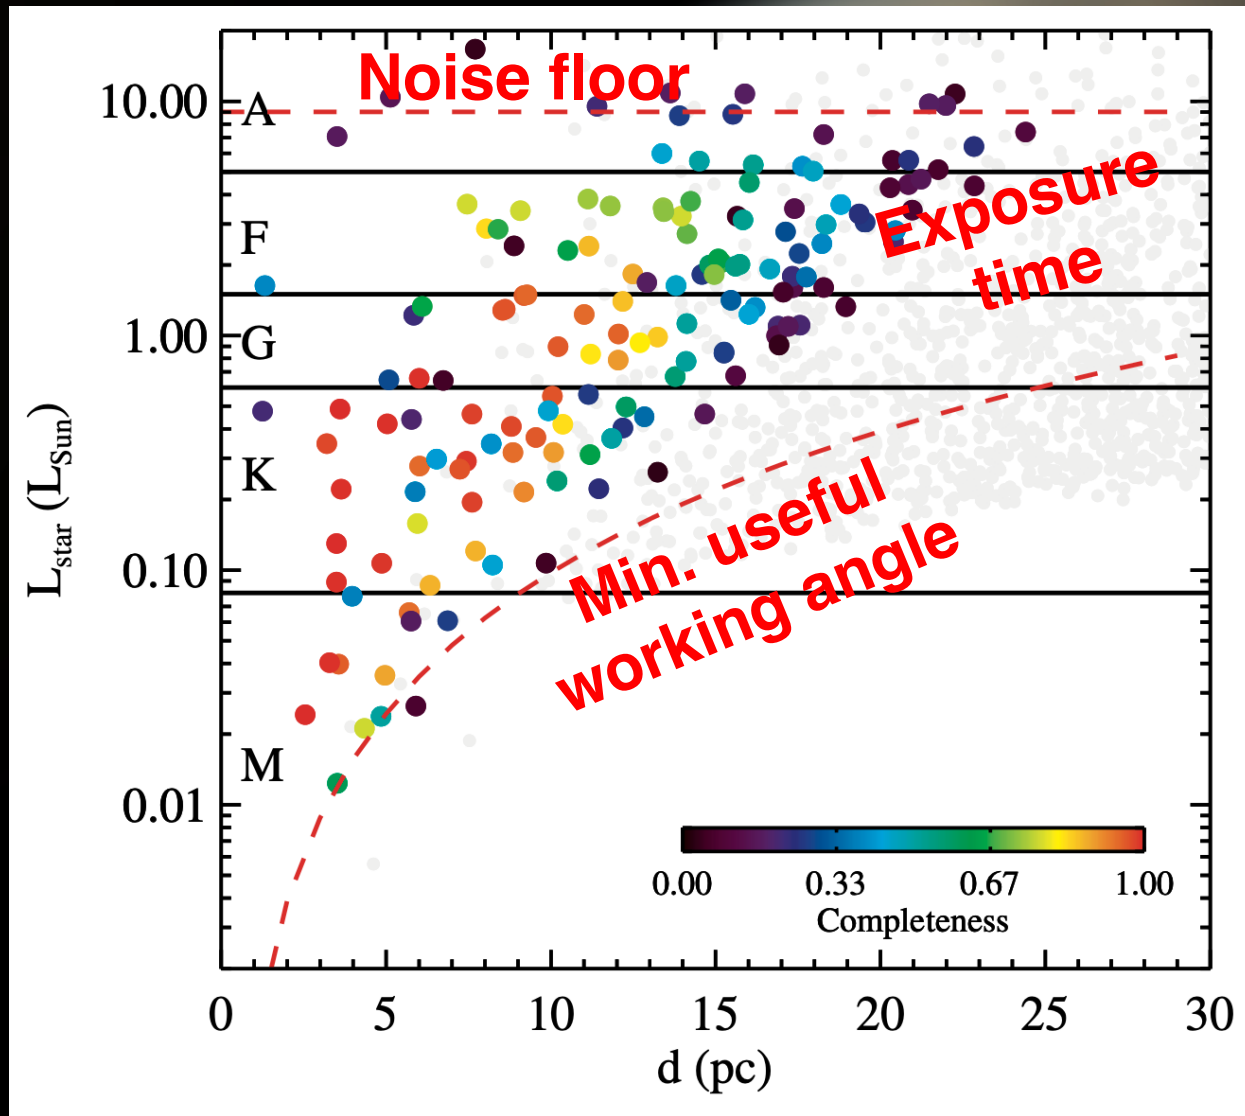 Noise floor
10.00
A
Exposure
time
F
1.00
G
L_star (L_Sun)
K
Min. useful
working angle
0.10
M
0.01
0.00 0.33 0.67 1.00
Completeness
0 5 10 15 20 25 30
d (pc)